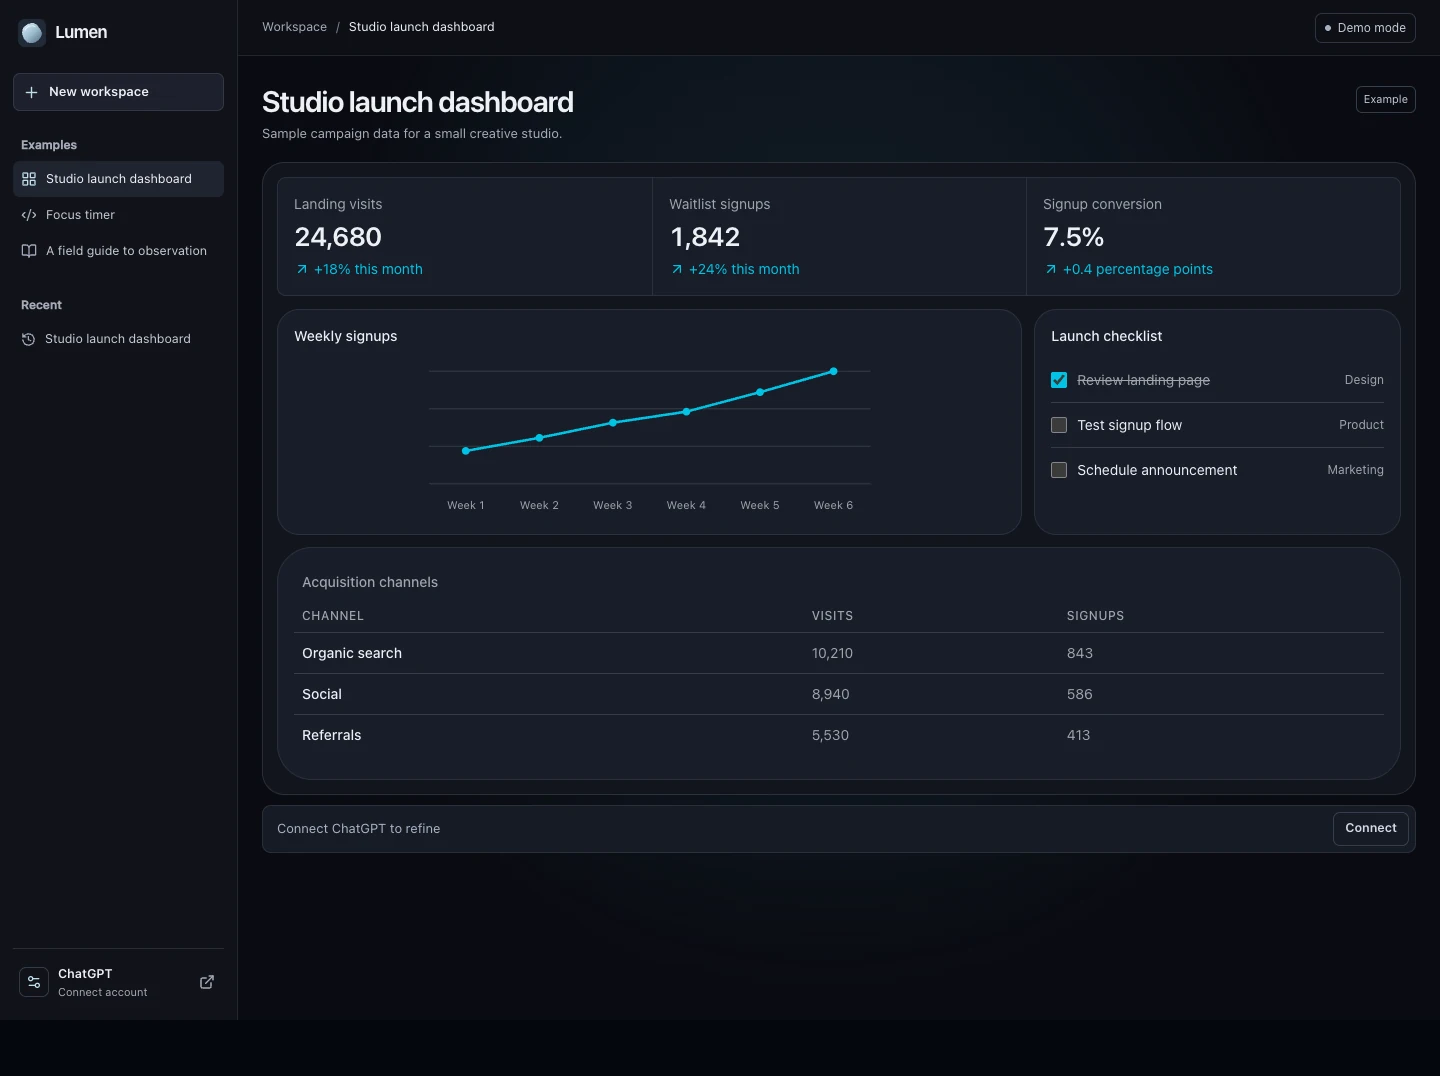 Lumen
New workspace
Examples
Studio launch dashboard
Focus timer
A field guide to observation
Recent
Studio launch dashboard
ChatGPT
Connect account
Workspace / Studio launch dashboard
Demo mode
Studio launch dashboard
Example
Sample campaign data for a small creative studio.
Landing visits
24,680
+18% this month
Waitlist signups
1,842
+24% this month
Signup conversion
7.5%
+0.4 percentage points
Weekly signups
Week 1 Week 2 Week 3 Week 4 Week 5 Week 6
Launch checklist
Review landing page Design
Test signup flow Product
Schedule announcement Marketing
Acquisition channels
CHANNEL VISITS SIGNUPS
Organic search 10,210 843
Social 8,940 586
Referrals 5,530 413
Connect ChatGPT to refine
Connect